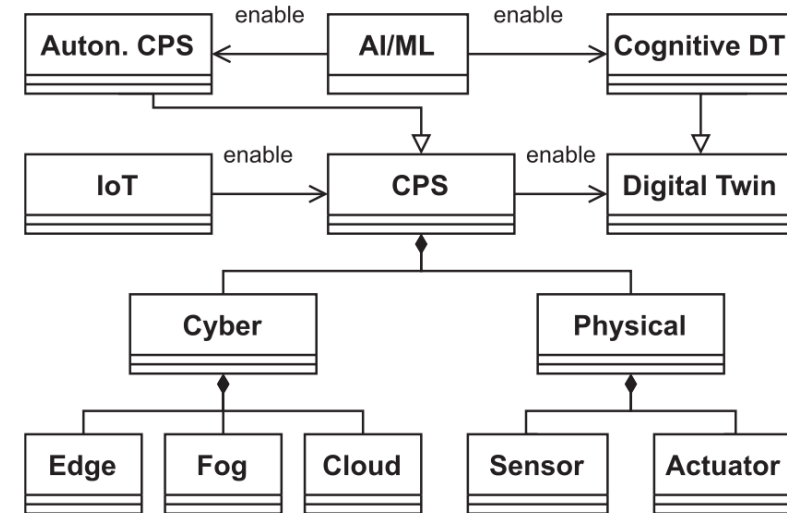 enable
enable
Auton. CPS
AI/ML
Cognitive DT
enable
enable
IoT
CPS
Digital Twin
Cyber
Physical
Edge
Fog
Cloud
Sensor
Actuator